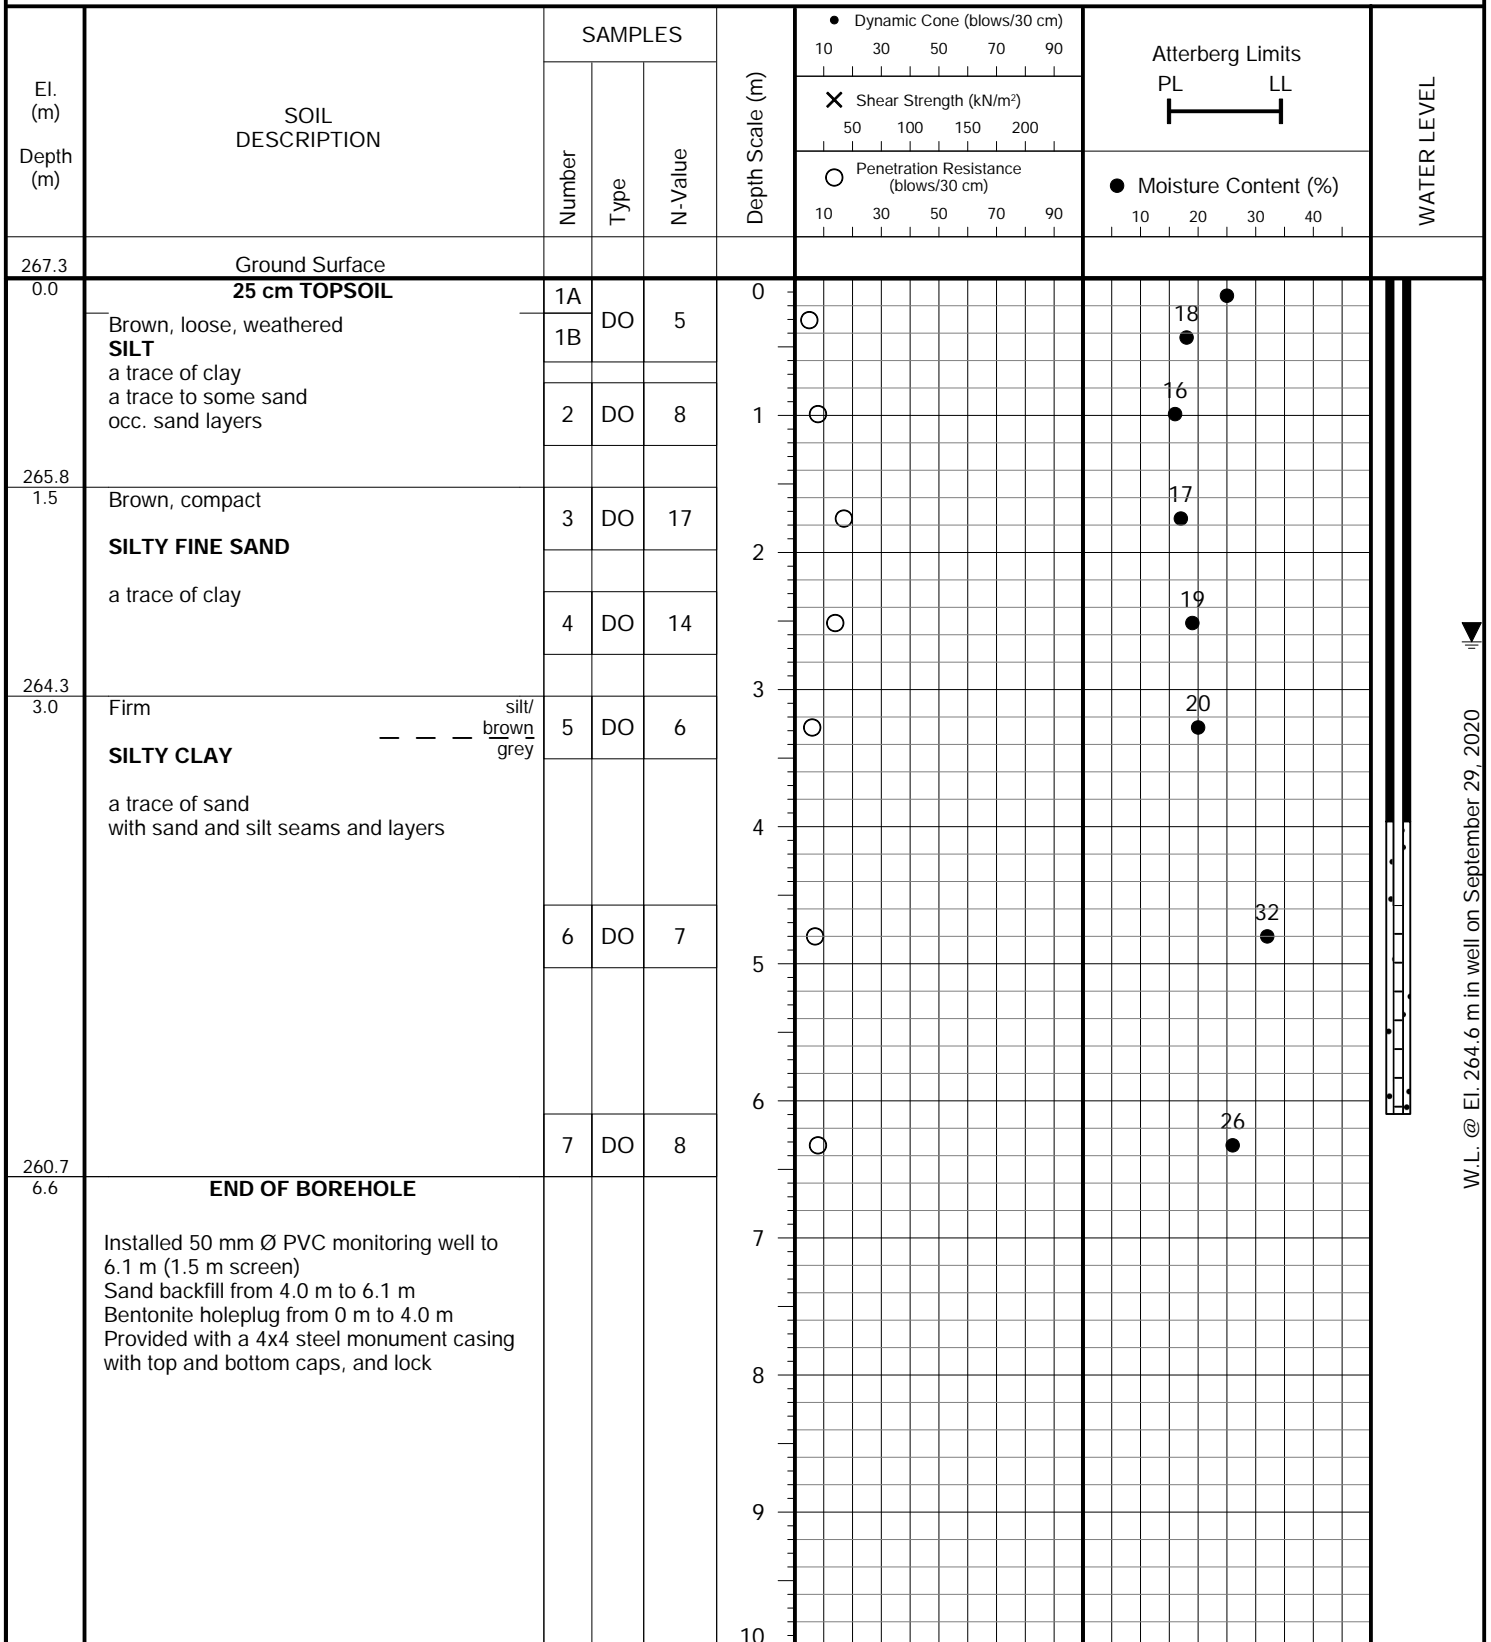 El.
(m)
Depth
(m)
SOIL
DESCRIPTION
SAMPLES
Number
Type
N-Value
Depth Scale (m)
Dynamic Cone (blows/30 cm)
10 30 50 70 90
Shear Strength (kN/m²)
50 100 150 200
Penetration Resistance
(blows/30 cm)
10 30 50 70 90
Atterberg Limits
PL LL
Moisture Content (%)
10 20 30 40
WATER LEVEL
267.3 Ground Surface
0.0 25 cm TOPSOIL
1A
1B
DO 5
Brown, loose, weathered
SILT
a trace of clay
a trace to some sand
occ. sand layers
2 DO 8
265.8
1.5 Brown, compact
SILTY FINE SAND
a trace of clay
3 DO 17
4 DO 14
264.3
3.0 Firm
silt/
brown
grey
SILTY CLAY
a trace of sand
with sand and silt seams and layers
5 DO 6
6 DO 7
7 DO 8
260.7
6.6 END OF BOREHOLE
Installed 50 mm Ø PVC monitoring well to
6.1 m (1.5 m screen)
Sand backfill from 4.0 m to 6.1 m
Bentonite holeplug from 0 m to 4.0 m
Provided with a 4x4 steel monument casing
with top and bottom caps, and lock
0
1
2
3
4
5
6
7
8
9
10
18
16
17
19
20
32
26
W.L. @ El. 264.6 m in well on September 29, 2020